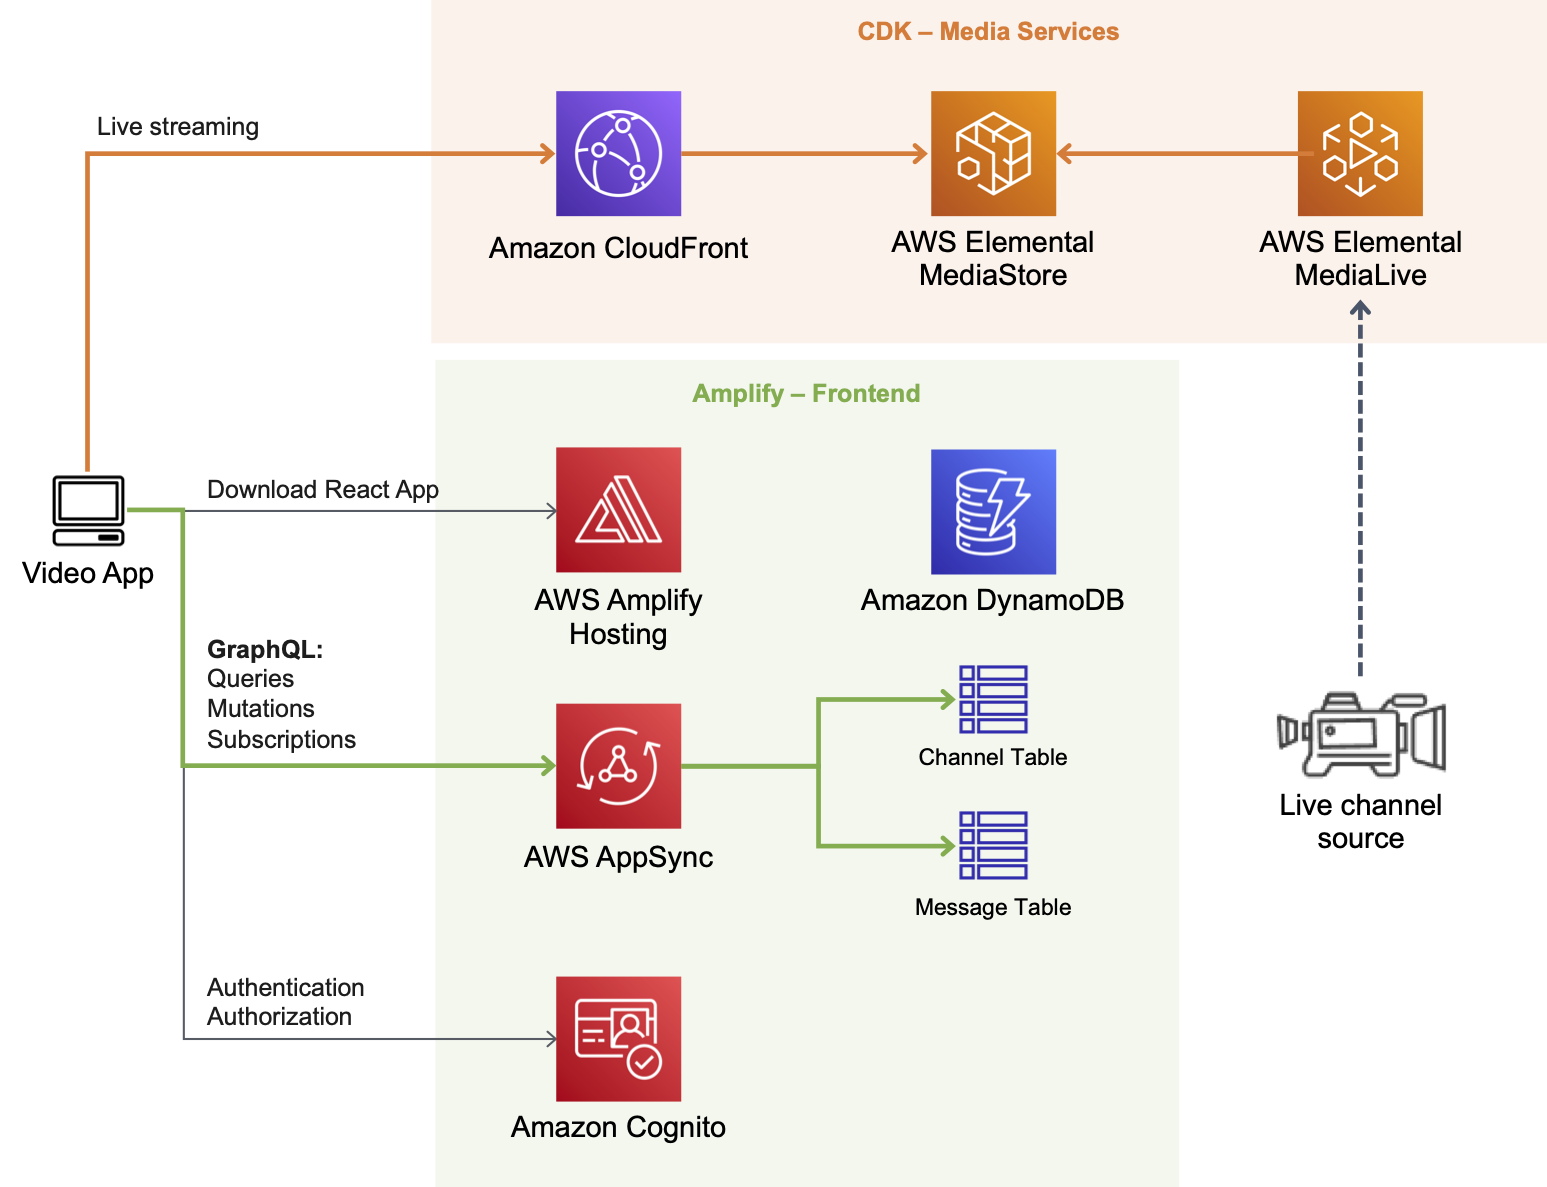 CDK – Media Services
Live streaming
Amazon CloudFront
AWS Elemental
MediaStore
AWS Elemental
MediaLive
Amplify – Frontend
Download React App
Video App
AWS Amplify
Hosting
Amazon DynamoDB
GraphQL:
Queries
Mutations
Subscriptions
Channel Table
AWS AppSync
Message Table
Live channel
source
Authentication
Authorization
Amazon Cognito